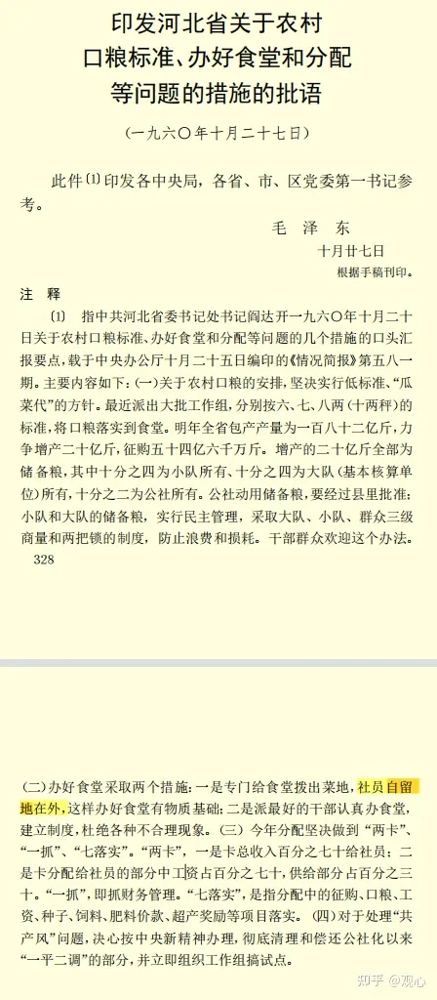 印发河北省关于农村
口粮标准、办好食堂和分配
等问题的措施的批语
（一九六〇年十月二十七日）
此件〔1〕印发各中央局，各省、市、区党委第一书记参
考。
毛泽东
十月廿七日
根据手稿刊印。
注 释
〔1〕 指中共河北省委书记处书记阎达开一九六〇年十月二十
日关于农村口粮标准、办好食堂和分配等问题的几个措施的口头汇
报要点，载于中央办公厅十月二十五日编印的《情况简报》第五八一
期。主要内容如下：（一）关于农村口粮的安排，坚决实行低标准、“瓜
菜代”的方针。最近派出大批工作组，分别按六、七、八两（十两秤）的
标准，将口粮落实到食堂。明年全省包产产量为一百八十二亿斤，力
争增产二十亿斤，征购五十四亿六千万斤。增产的二十亿斤全部为
储备粮，其中十分之四为小队所有、十分之四为大队（基本核算单
位）所有，十分之二为公社所有。公社动用储备粮，要经过县里批准；
小队和大队的储备粮，实行民主管理，采取大队、小队、群众三级
商量和两把锁的制度，防止浪费和损耗。干部群众欢迎这个办法。
328
（二）办好食堂采取两个措施：一是专门给食堂拨出菜地，社员自留
地在外，这样办好食堂有物质基础；二是派最好的干部认真办食堂，
建立制度，杜绝各种不合理现象。（三）今年分配坚决做到“两卡”、
“一抓”、“七落实”。“两卡”，一是卡总收入百分之七十给社员；二
是卡分配给社员的部分中工资占百分之七十，供给部分占百分之三
十。“一抓”，即抓财务管理。“七落实”，是指分配中的征购、口粮、工
资、种子、饲料、肥料价款、超产奖励等项目落实。（四）对于处理“共
产风”问题，决心按中央新精神办理，彻底清理和偿还公社化以来
“一平二调”的部分，并立即组织工作组搞试点。
知乎 @观心